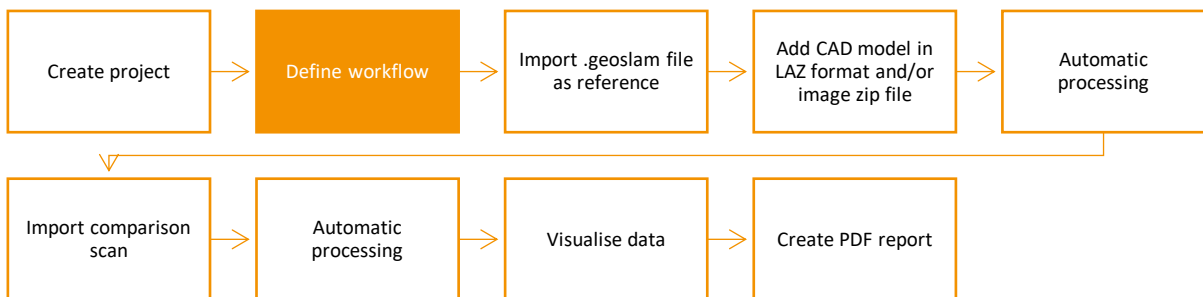 Create project
Define workflow
Import .geoslam file
as reference
Add CAD model in
LAZ format and/or
image zip file
Automatic
processing
Import comparison
scan
Automatic
processing
Visualise data
Create PDF report